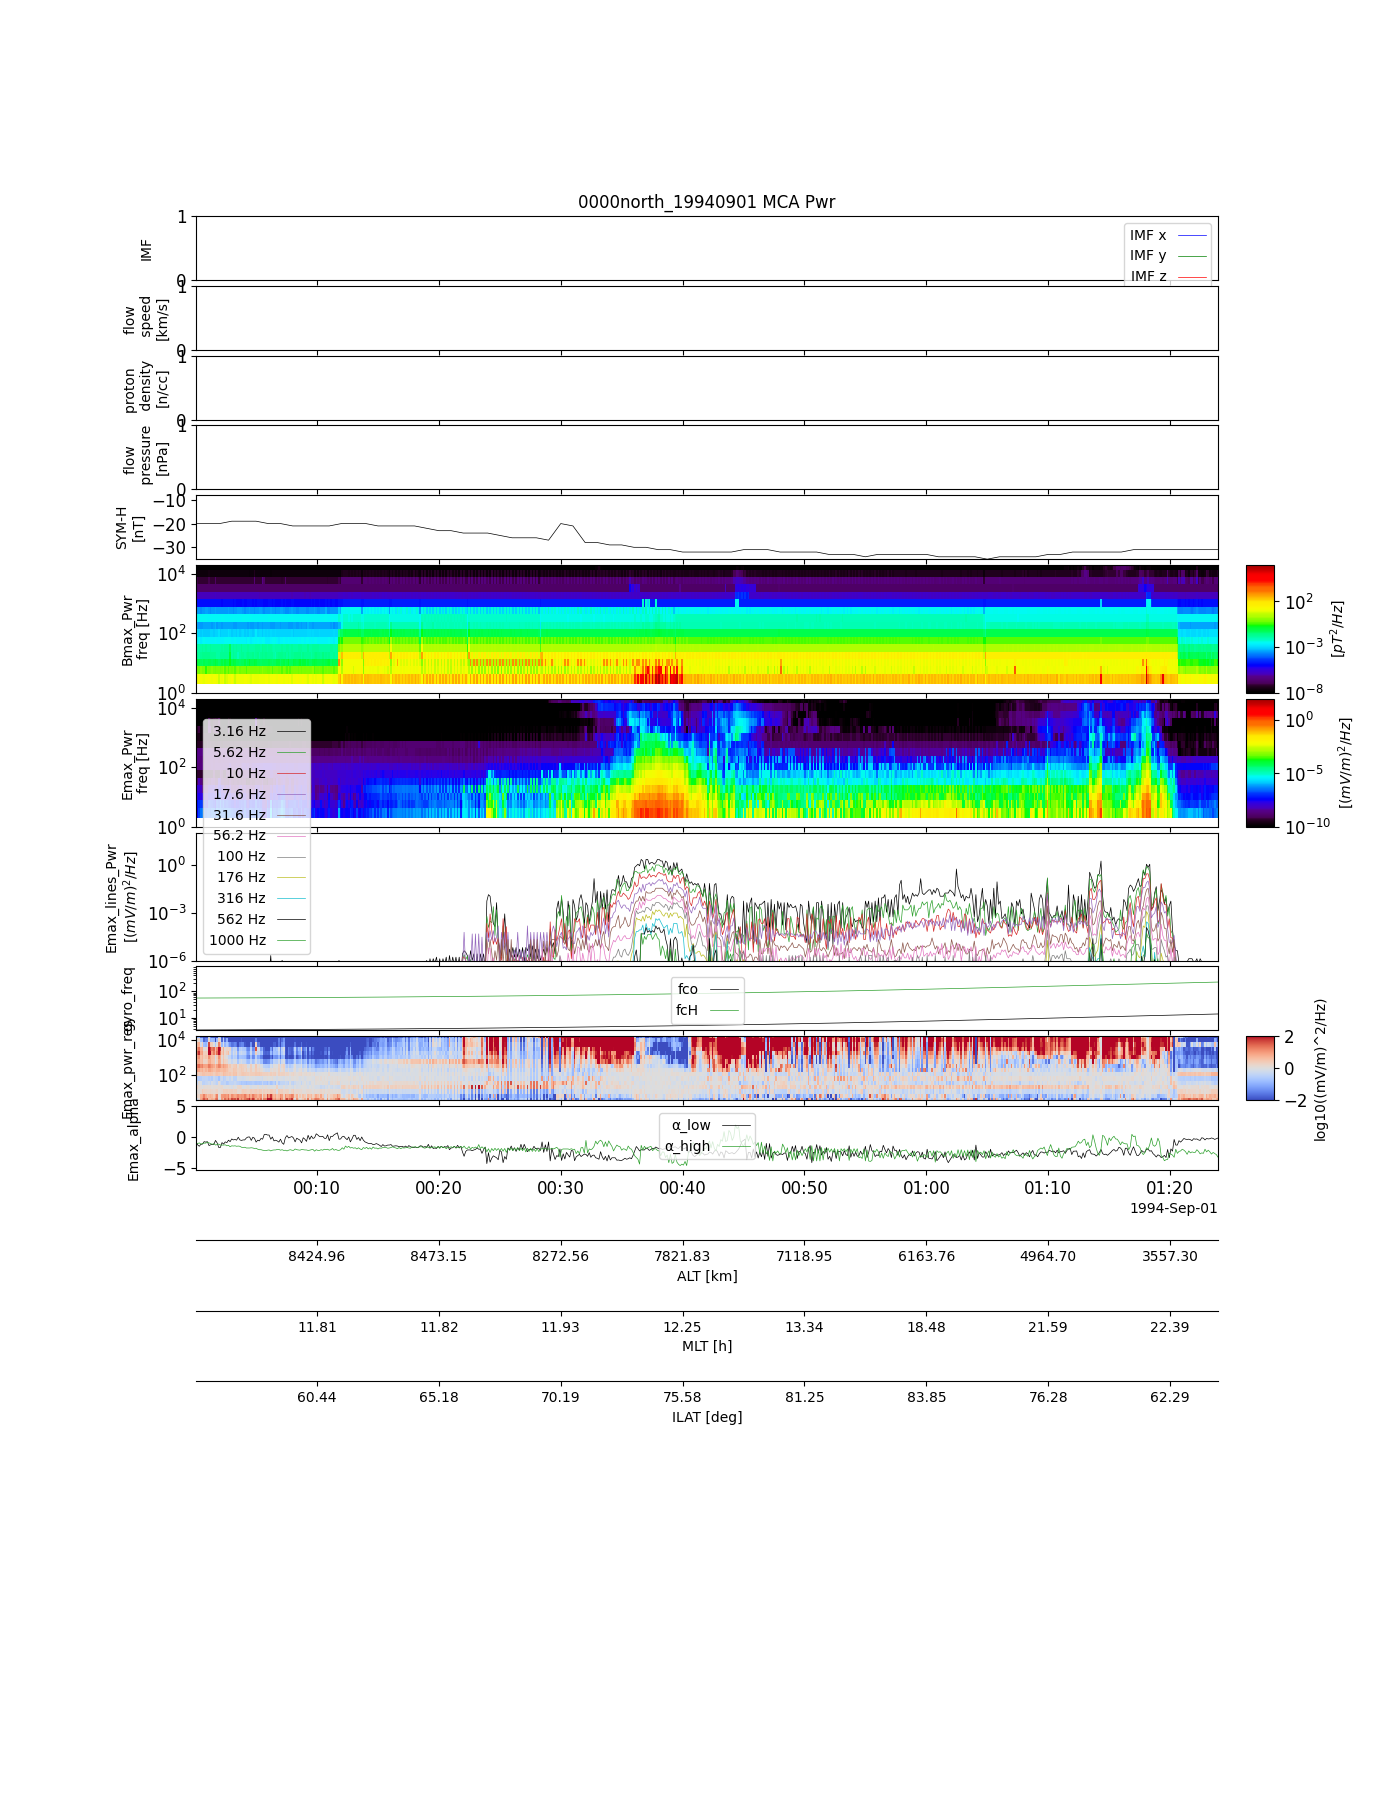 0000north_19940901 MCA Pwr
1
IMF
0
IMF x
IMF y
IMF z
1
flow
speed
[km/s]
0
1
proton
density
[n/cc]
0
1
flow
pressure
[nPa]
0
−10
−20
−30
SYM-H
[nT]
10^4
10^2
10^0
Bmax_Pwr
freq [Hz]
10^2
10^−3
10^−8
[pT^2/Hz]
10^4
10^2
10^0
Emax_Pwr
freq [Hz]
10^0
10^−5
10^−10
[(mV/m)^2/Hz]
3.16 Hz
5.62 Hz
10 Hz
17.6 Hz
31.6 Hz
56.2 Hz
100 Hz
176 Hz
316 Hz
562 Hz
1000 Hz
10^0
10^−3
10^−6
Emax_lines_Pwr
[(mV/m)^2/Hz]
10^2
10^1
gyro_freq
fco
fcH
10^4
10^2
Emax_pwr_res
2
0
−2
log10((mV/m)^2/Hz)
5
0
−5
Emax_alpha
α_low
α_high
00:10 00:20 00:30 00:40 00:50 01:00 01:10 01:20
1994-Sep-01
8424.96 8473.15 8272.56 7821.83 7118.95 6163.76 4964.70 3557.30
ALT [km]
11.81 11.82 11.93 12.25 13.34 18.48 21.59 22.39
MLT [h]
60.44 65.18 70.19 75.58 81.25 83.85 76.28 62.29
ILAT [deg]